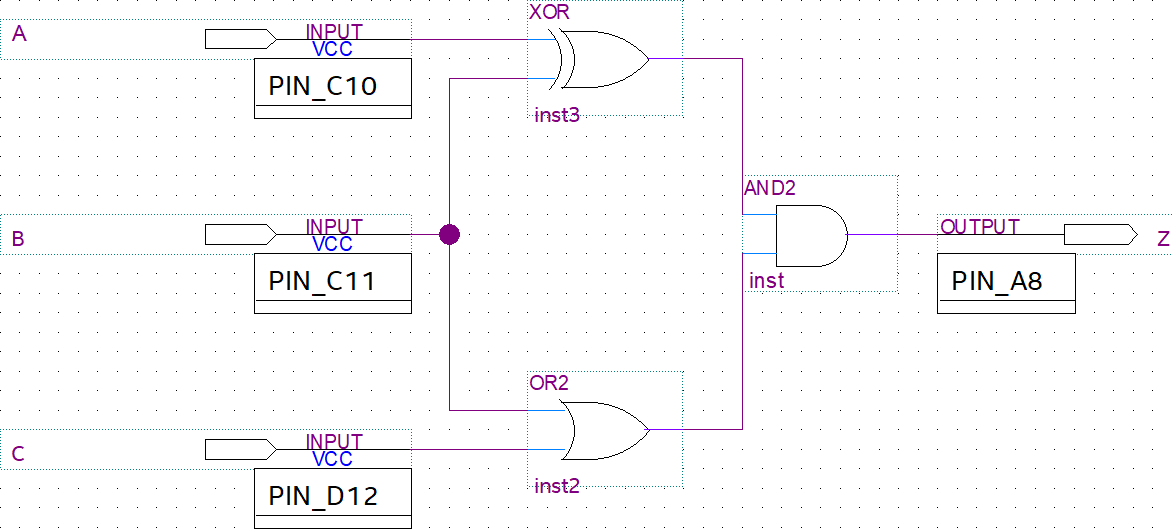 XOR
A
INPUT
VCC
PIN_C10
inst3
AND2
B
INPUT
VCC
PIN_C11
inst
OUTPUT
Z
PIN_A8
OR2
C
INPUT
VCC
PIN_D12
inst2